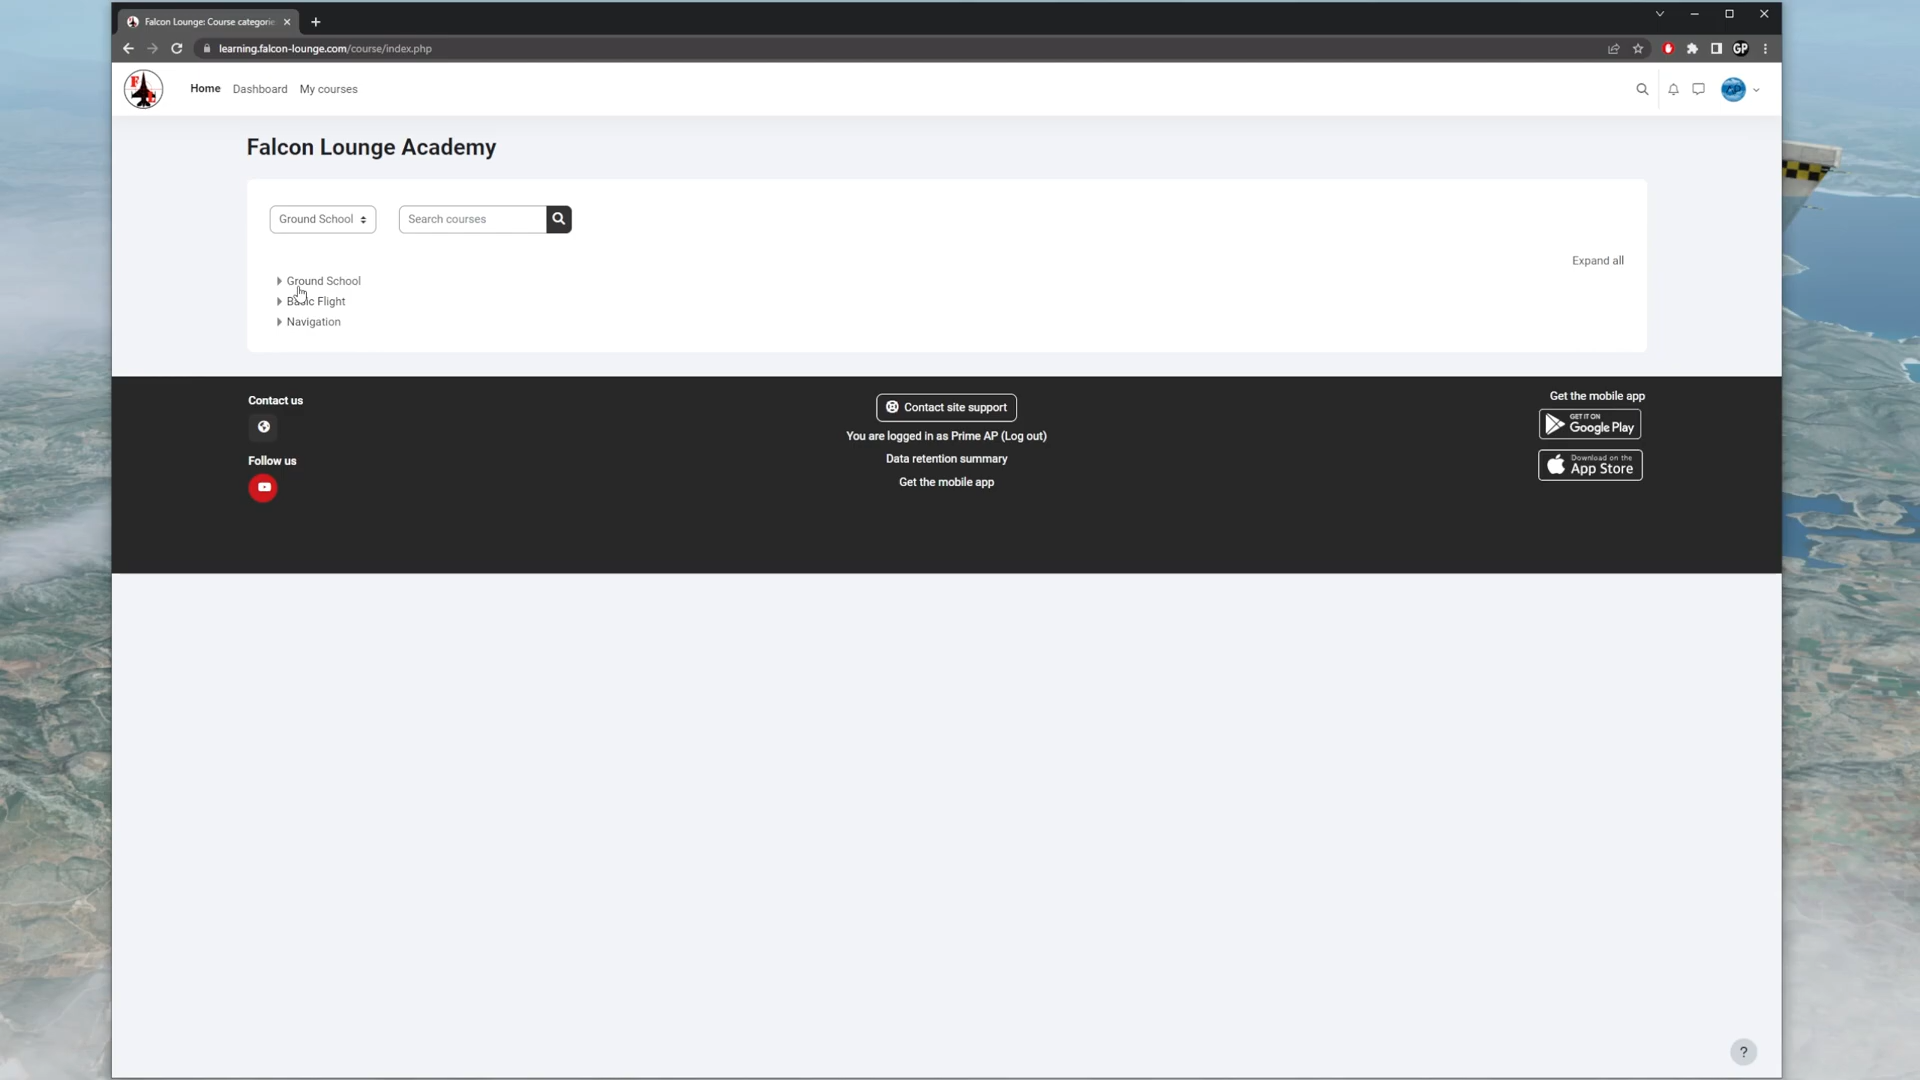 Falcon Lounge: Course categorie
learning.falcon-lounge.com/course/index.php
GP
F
Home Dashboard My courses
Falcon Lounge Academy
Ground School
Search courses
Expand all
Ground School
Basic Flight
Navigation
Contact us
Follow us
Contact site support
You are logged in as Prime AP (Log out)
Data retention summary
Get the mobile app
Get the mobile app
GET IT ON
Google Play
Download on the
App Store
?